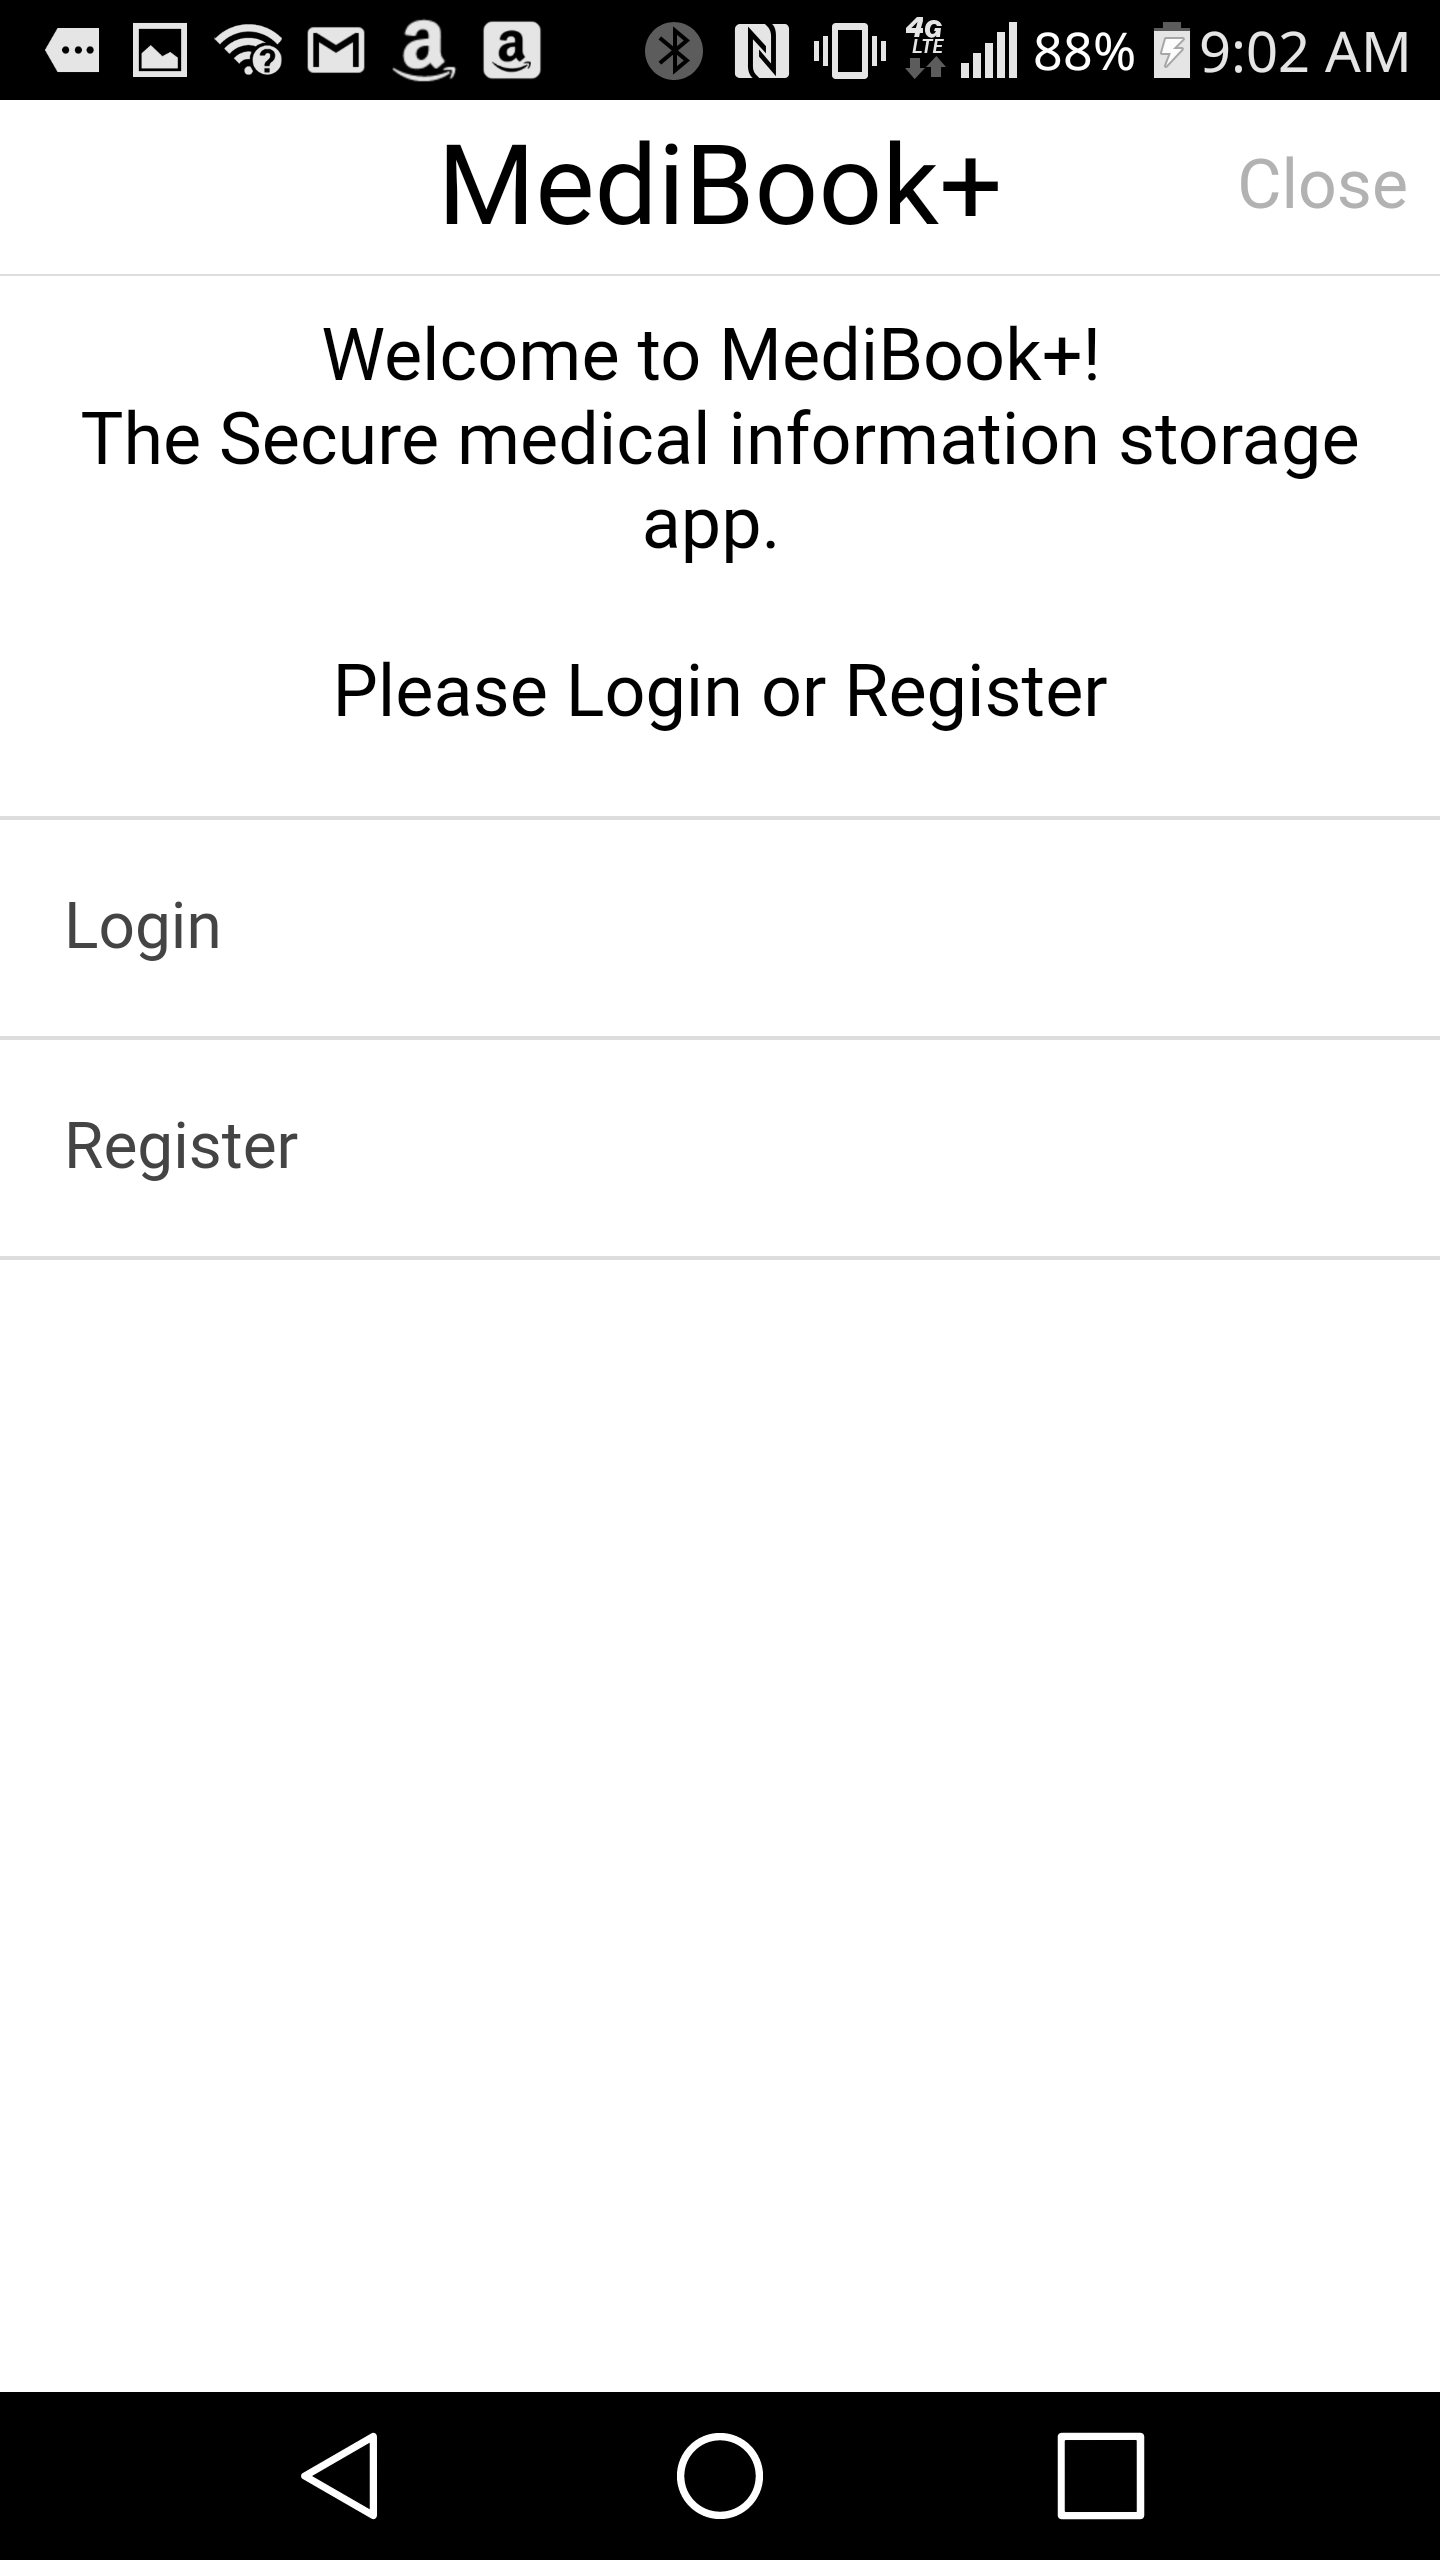 4G LTE 88% 9:02 AM
MediBook+ Close
Welcome to MediBook+!
The Secure medical information storage
app.
Please Login or Register
Login
Register